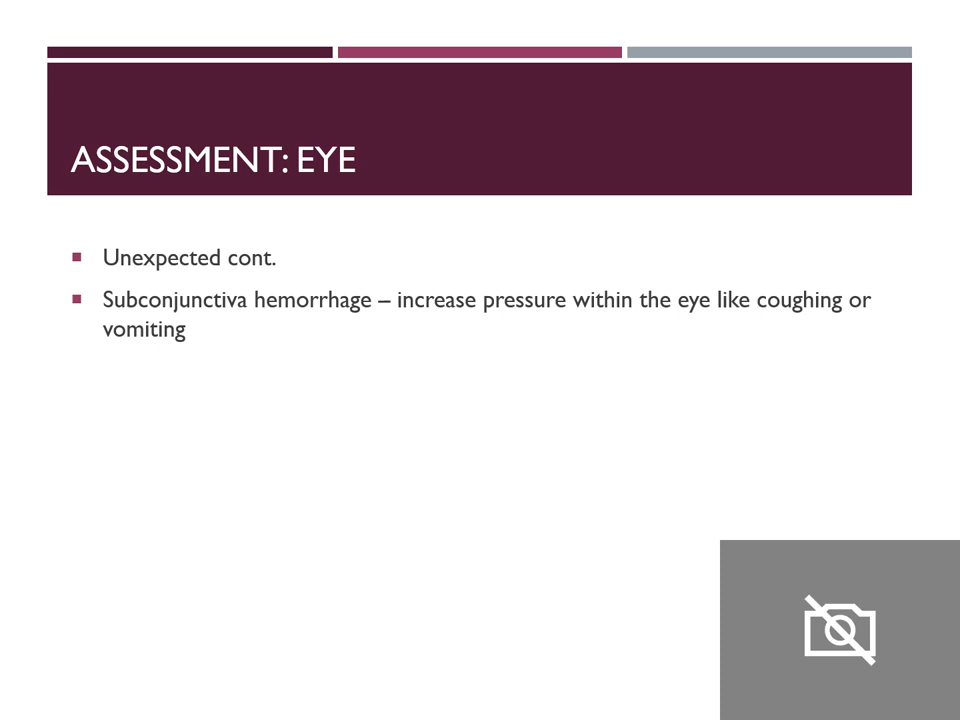 ASSESSMENT: EYE
Unexpected cont.
Subconjunctiva hemorrhage – increase pressure within the eye like coughing or
vomiting